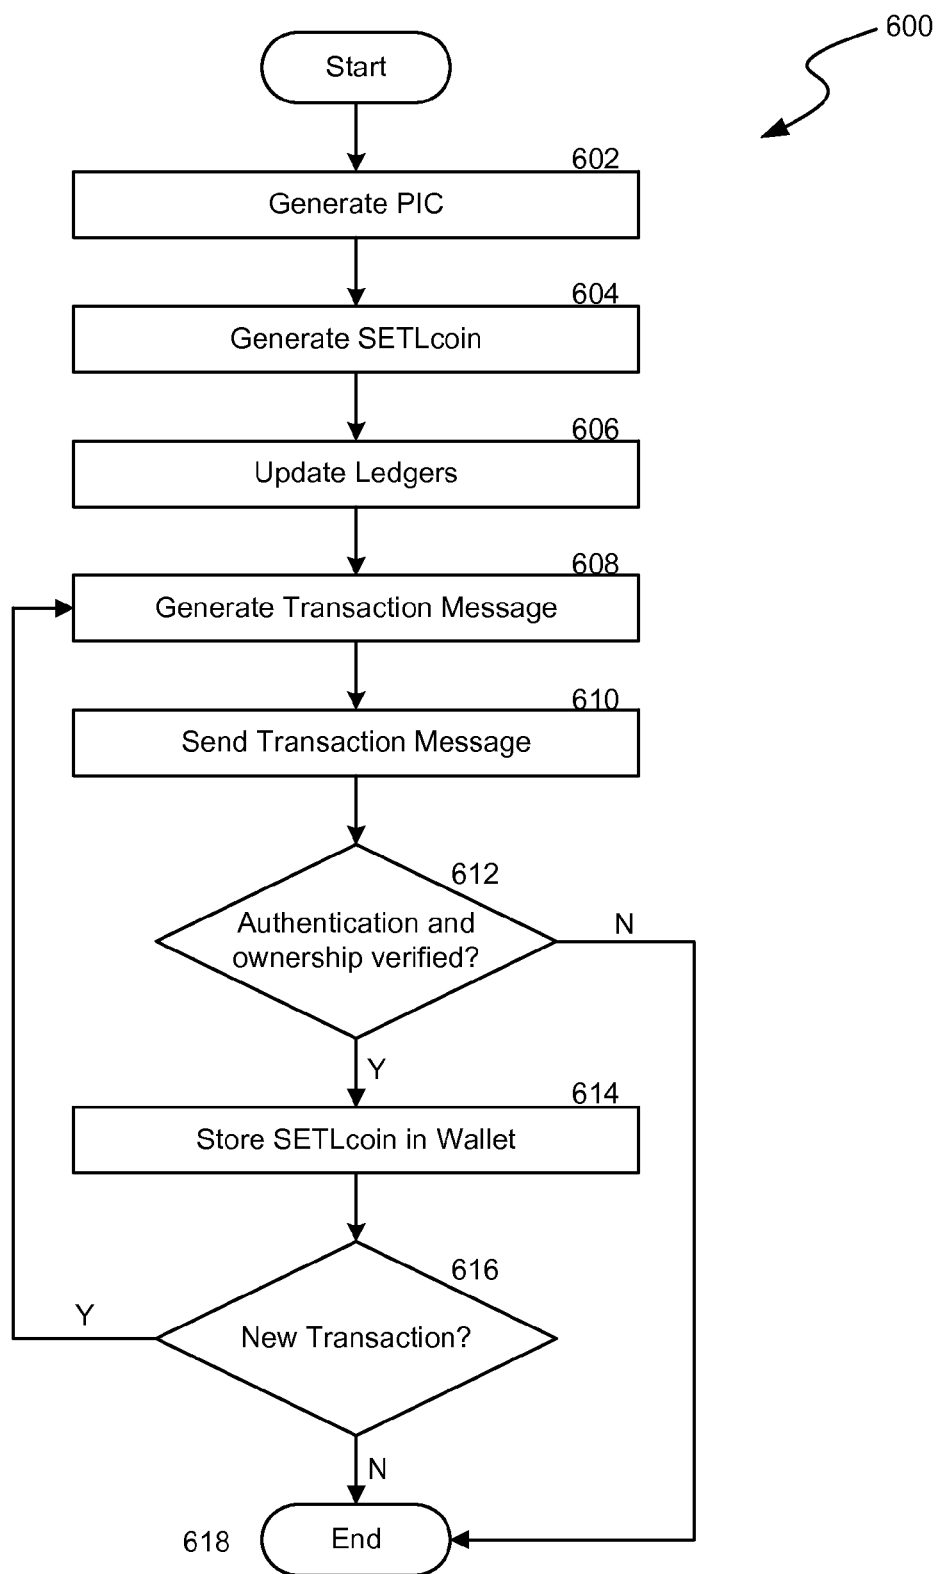 600
Start
602
Generate PIC
604
Generate SETLcoin
606
Update Ledgers
608
Generate Transaction Message
610
Send Transaction Message
612
Authentication and
ownership verified?
N
Y
614
Store SETLcoin in Wallet
616
New Transaction?
Y
N
618
End